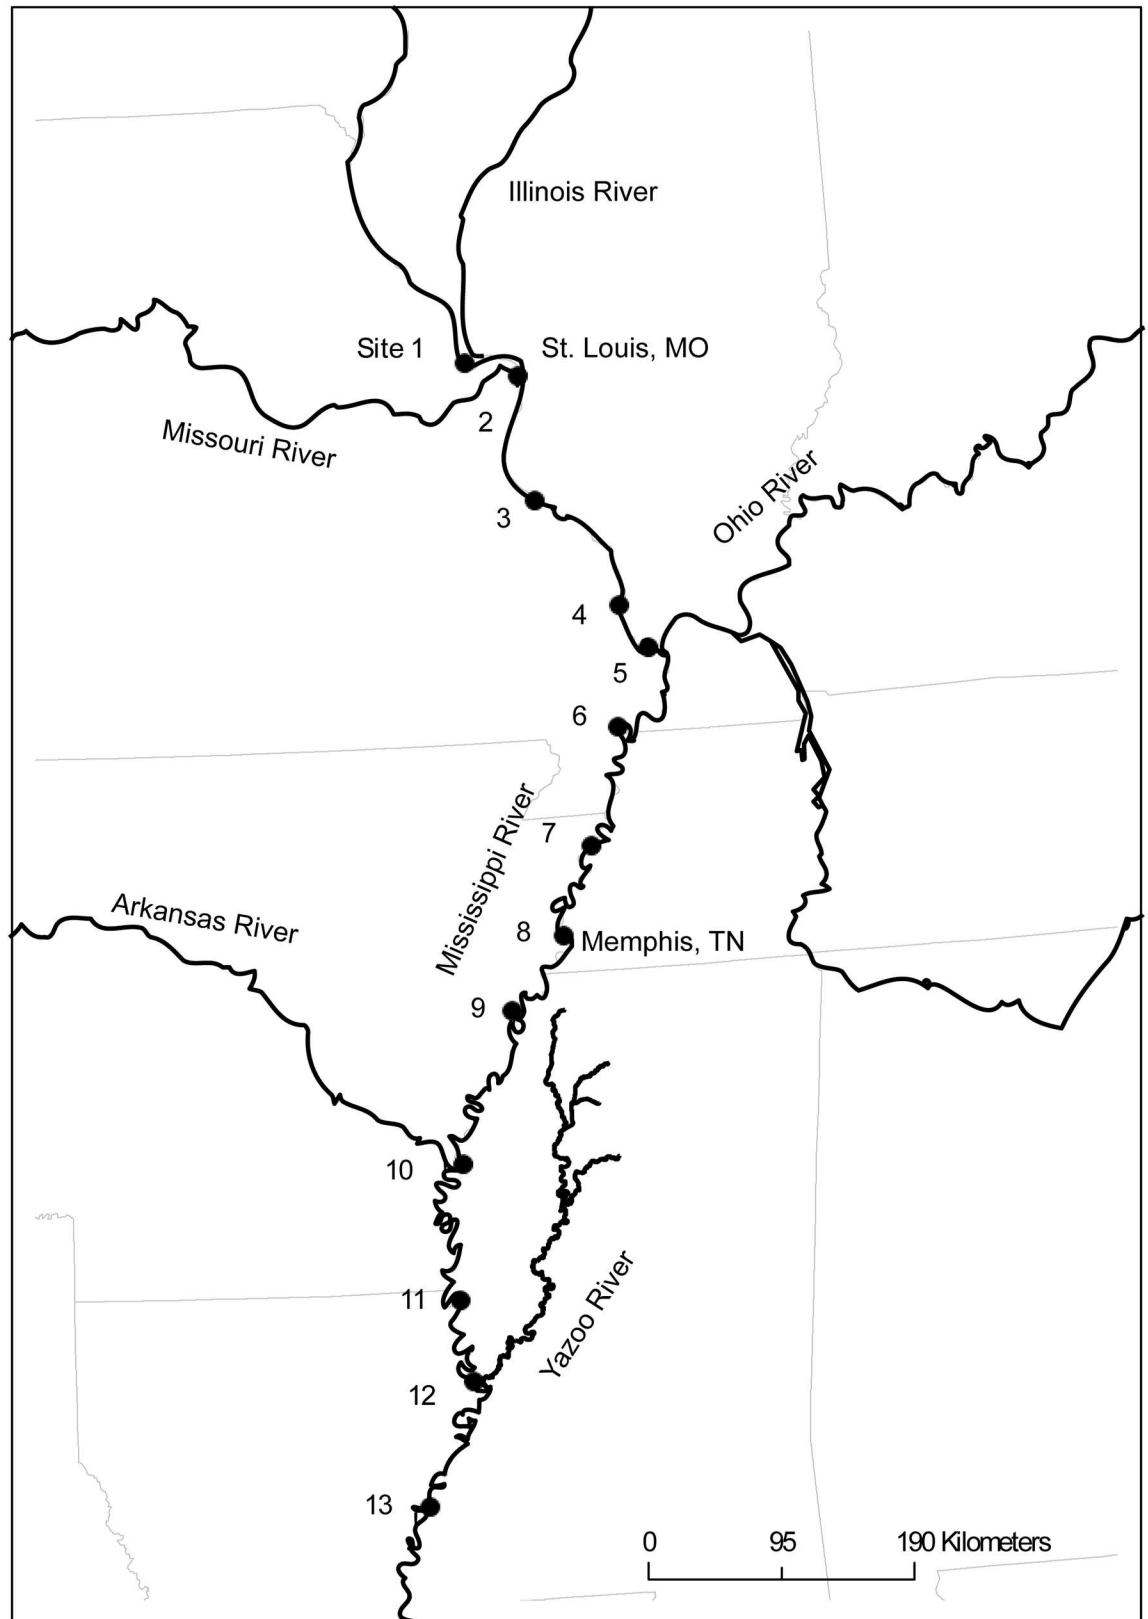 Illinois River
Site 1
St. Louis, MO
2
Missouri River
Ohio River
3
4
5
6
Mississippi River
7
Arkansas River
8
Memphis, TN
9
10
Yazoo River
11
12
13
0 95 190 Kilometers